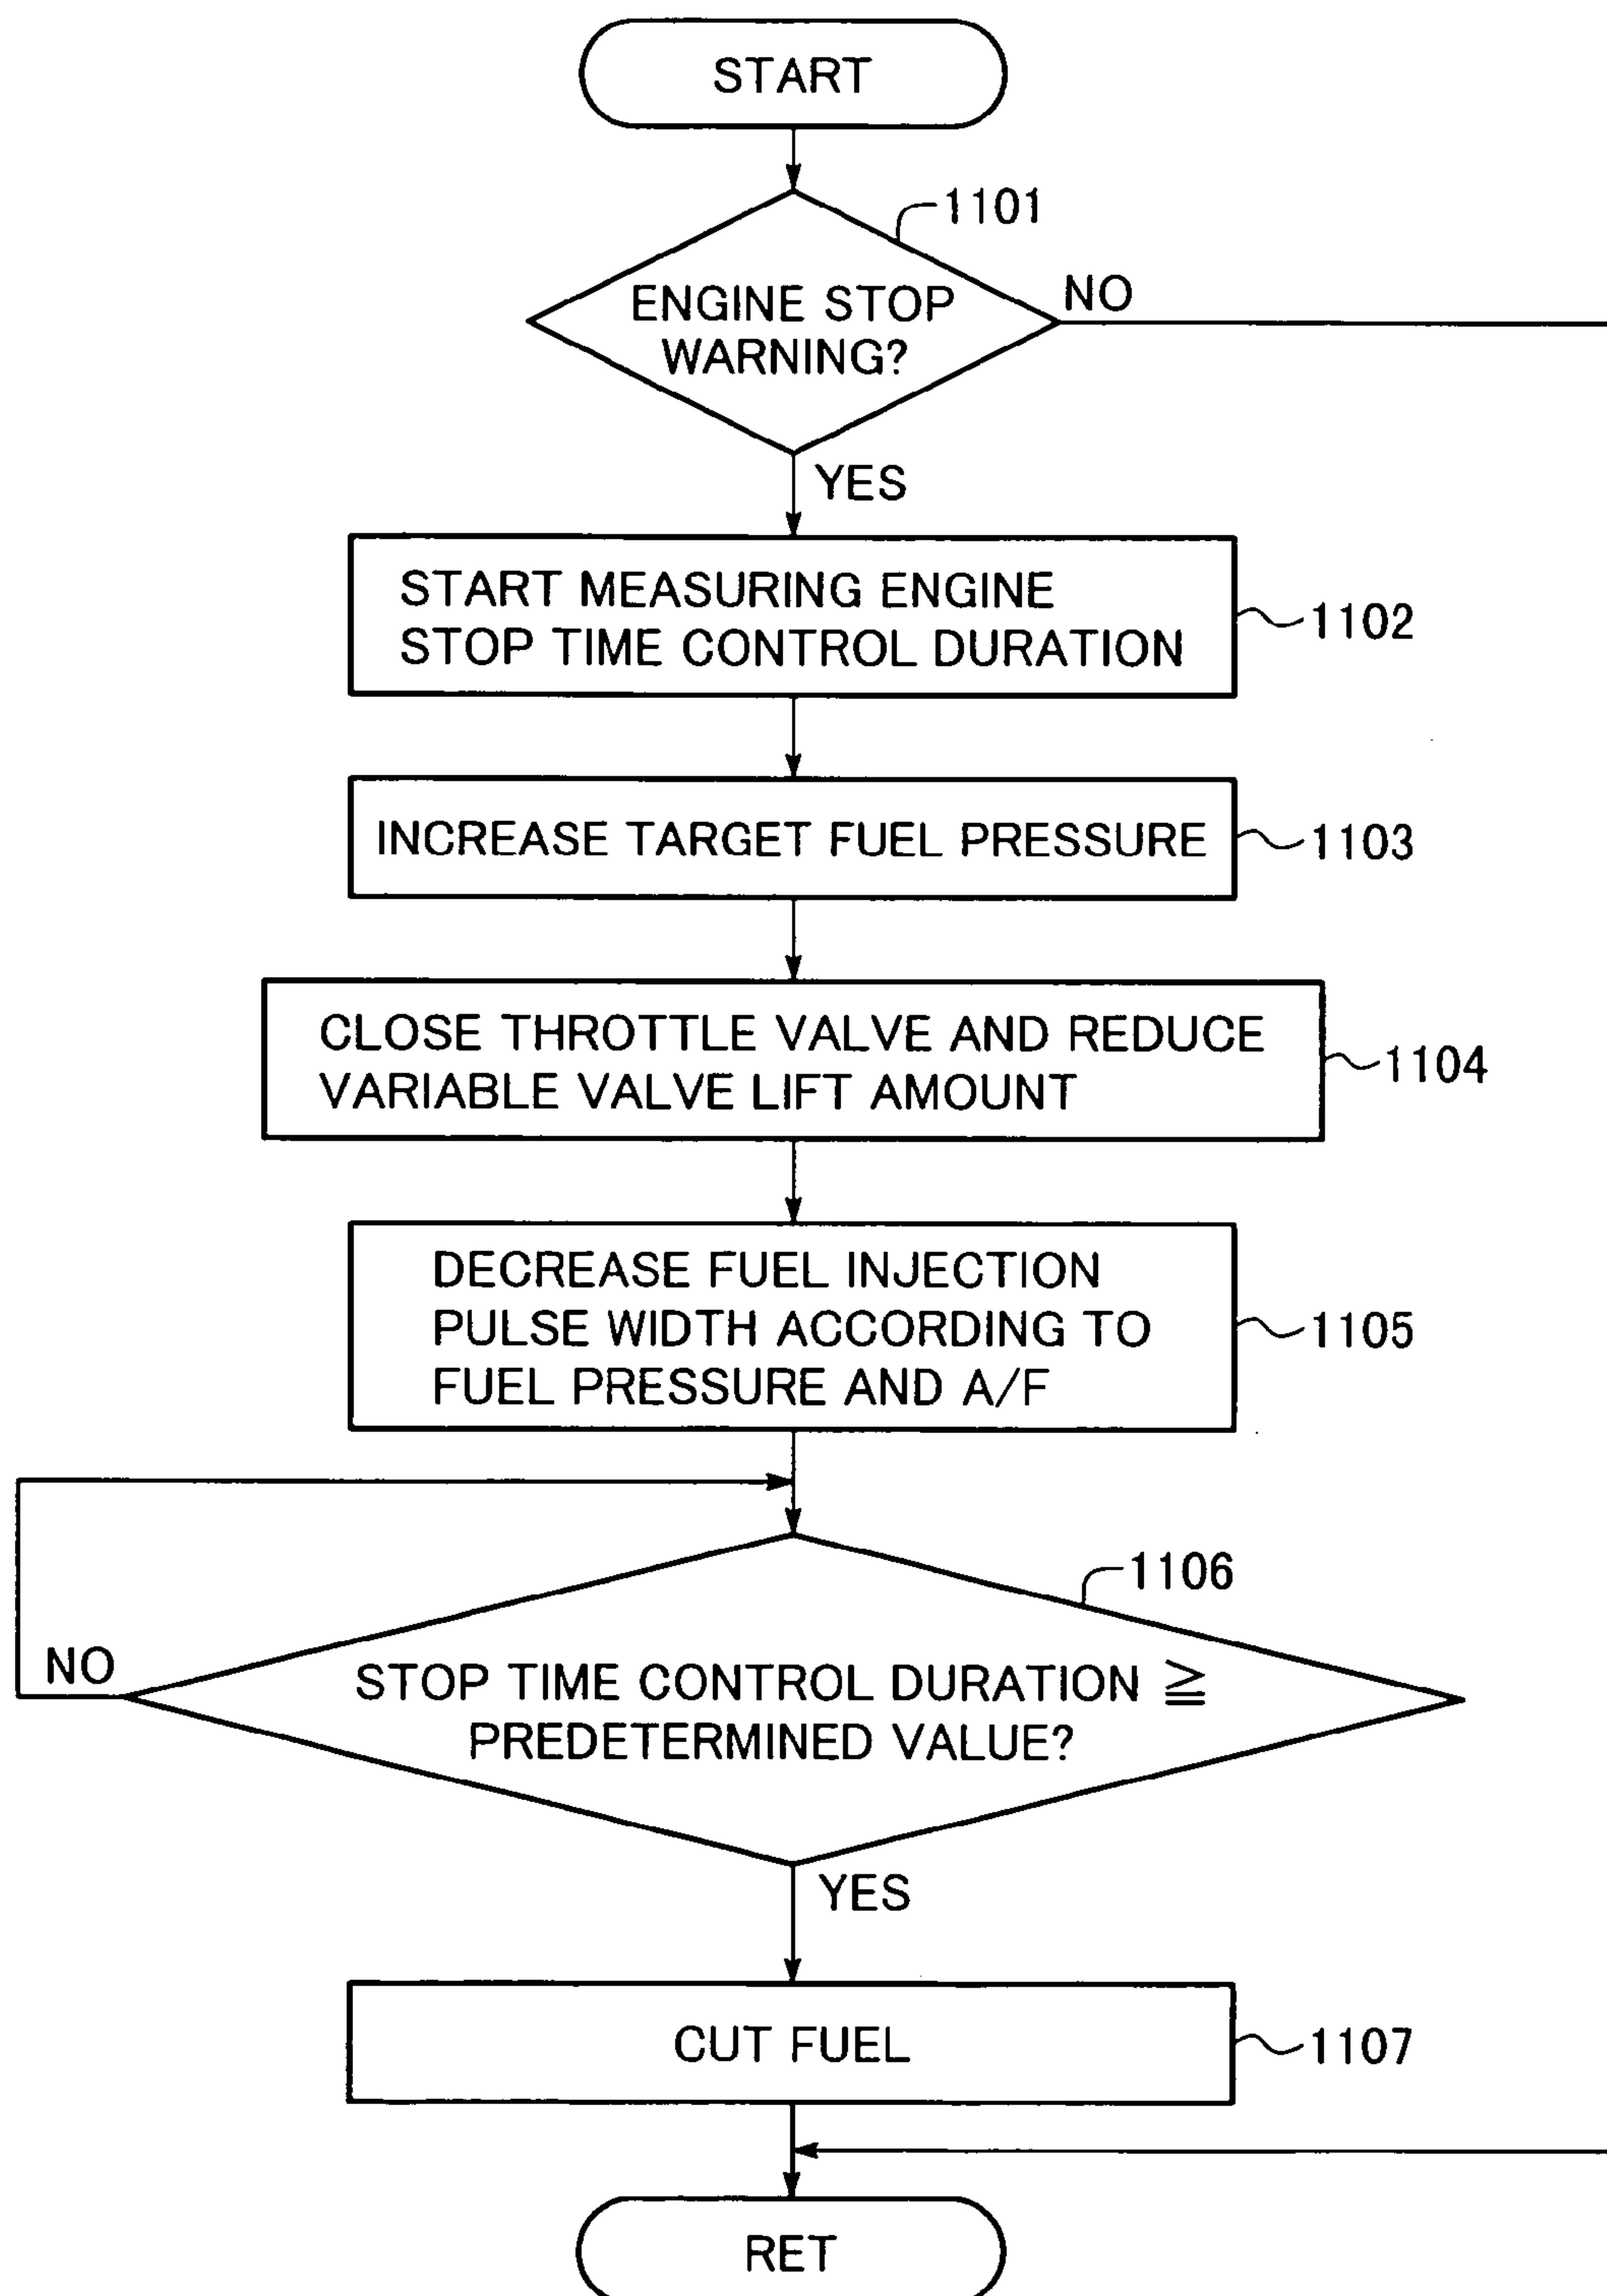 START
1101
ENGINE STOP
WARNING?
NO
YES
START MEASURING ENGINE
STOP TIME CONTROL DURATION
1102
INCREASE TARGET FUEL PRESSURE
1103
CLOSE THROTTLE VALVE AND REDUCE
VARIABLE VALVE LIFT AMOUNT
1104
DECREASE FUEL INJECTION
PULSE WIDTH ACCORDING TO
FUEL PRESSURE AND A/F
1105
1106
NO
STOP TIME CONTROL DURATION ≧
PREDETERMINED VALUE?
YES
CUT FUEL
1107
RET